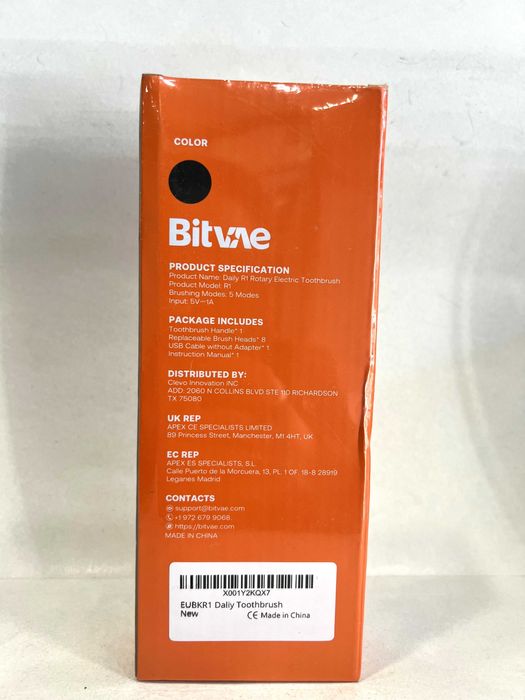 COLOR
Bitvae
PRODUCT SPECIFICATION
Product Name: Daily R1 Rotary Electric Toothbrush
Product Model: R1
Brushing Modes: 5 Modes
Input: 5V⎓1A
PACKAGE INCLUDES
Toothbrush Handle* 1
Replaceable Brush Heads* 8
USB Cable without Adapter* 1
Instruction Manual* 1
DISTRIBUTED BY:
Clevo Innovation INC
ADD: 2060 N COLLINS BLVD STE 110 RICHARDSON
TX 75080
UK REP
APEX CE SPECIALISTS LIMITED
89 Princess Street, Manchester, M1 4HT, UK
EC REP
APEX ES SPECIALISTS, S.L
Calle Puerto de la Morcuera, 13, PL. 1 OF. 18-8 28919
Leganés Madrid
CONTACTS
support@bitvae.com
+1 972 679 9068
https://bitvae.com
MADE IN CHINA
X001Y2KQX7
EUBKR1 Daliy Toothbrush
New
CE Made in China